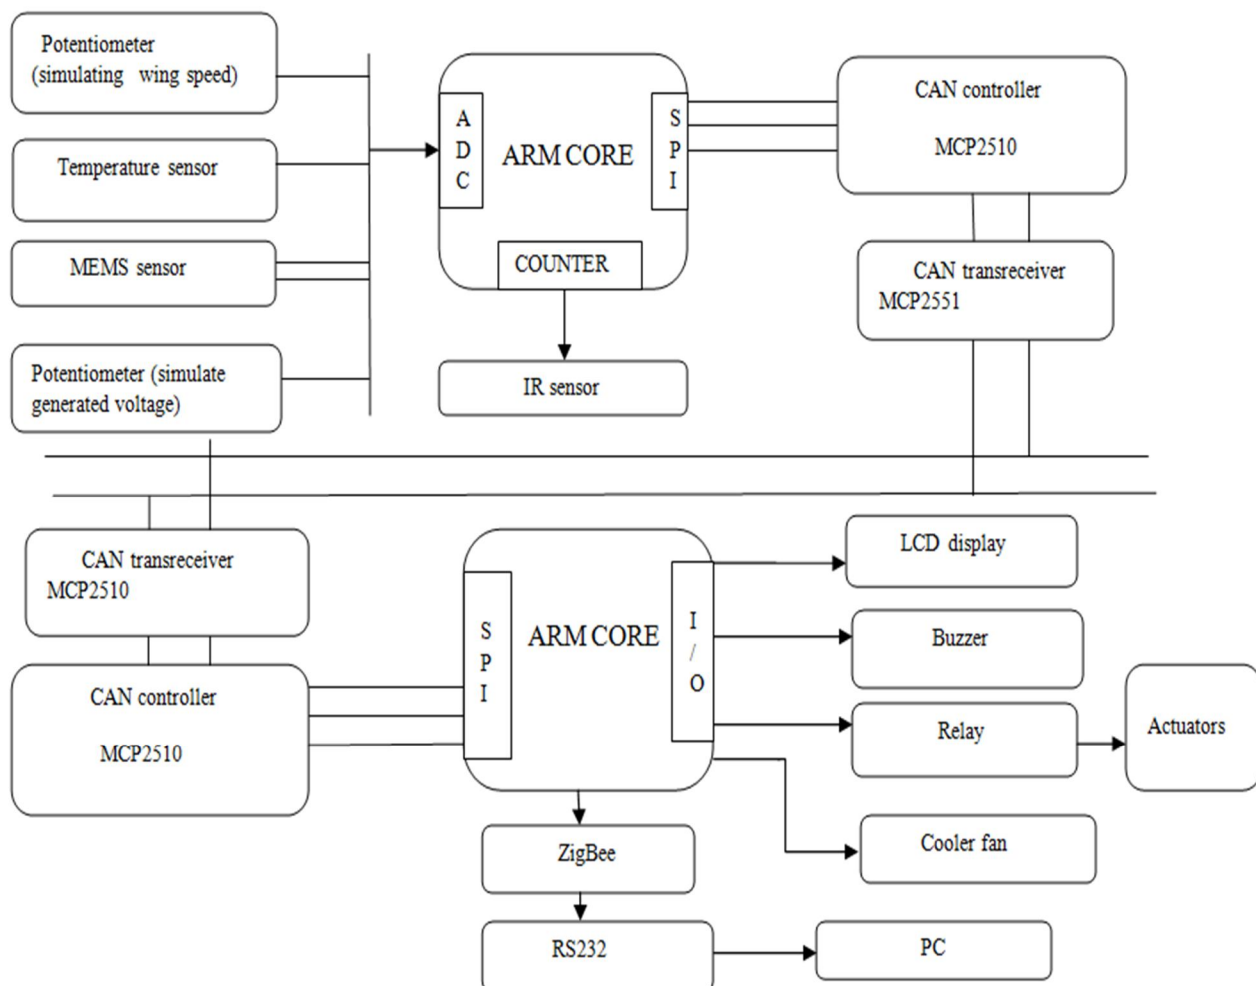 Potentiometer
(simulating wing speed)
Temperature sensor
MEMS sensor
Potentiometer (simulate
generated voltage)
A
D
C
ARM CORE
S
P
I
COUNTER
IR sensor
CAN controller
MCP2510
CAN transreceiver
MCP2551
CAN transreceiver
MCP2510
CAN controller
MCP2510
S
P
I
ARM CORE
I
/
O
LCD display
Buzzer
Relay
Actuators
Cooler fan
ZigBee
RS232
PC